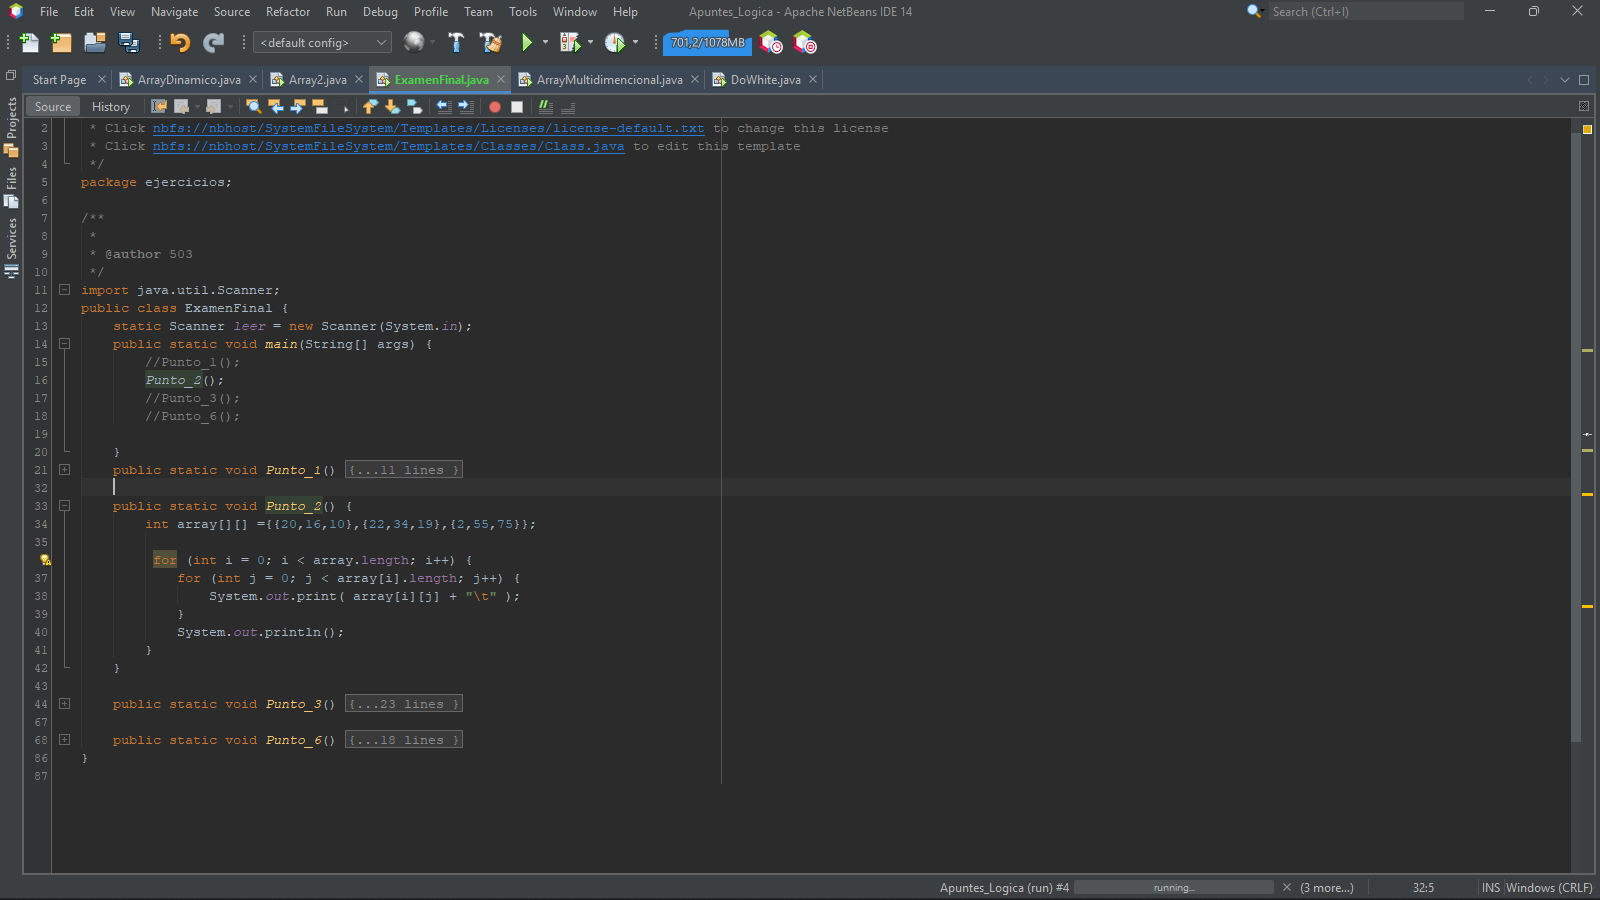 File Edit View Navigate Source Refactor Run Debug Profile Team Tools Window Help Apuntes_Logica - Apache NetBeans IDE 14 Search (Ctrl+I)
<default config> 701,2/1078MB
Start Page ArrayDinamico.java Array2.java ExamenFinal.java ArrayMultidimencional.java DoWhite.java
Source History
Projects
Files
Services
2 * Click nbfs://nbhost/SystemFileSystem/Templates/Licenses/license-default.txt to change this license
3 * Click nbfs://nbhost/SystemFileSystem/Templates/Classes/Class.java to edit this template
4 */
5 package ejercicios;
6
7 /**
8 *
9 * @author 503
10 */
11 import java.util.Scanner;
12 public class ExamenFinal {
13 static Scanner leer = new Scanner(System.in);
14 public static void main(String[] args) {
15 //Punto_1();
16 Punto_2();
17 //Punto_3();
18 //Punto_6();
19
20 }
21 public static void Punto_1() {...11 lines }
32
33 public static void Punto_2() {
34 int array[][] ={{20,16,10},{22,34,19},{2,55,75}};
35
for (int i = 0; i < array.length; i++) {
37 for (int j = 0; j < array[i].length; j++) {
38 System.out.print( array[i][j] + "\t" );
39 }
40 System.out.println();
41 }
42 }
43
44 public static void Punto_3() {...23 lines }
67
68 public static void Punto_6() {...18 lines }
86 }
87
Apuntes_Logica (run) #4 running... (3 more...) 32:5 INS Windows (CRLF)